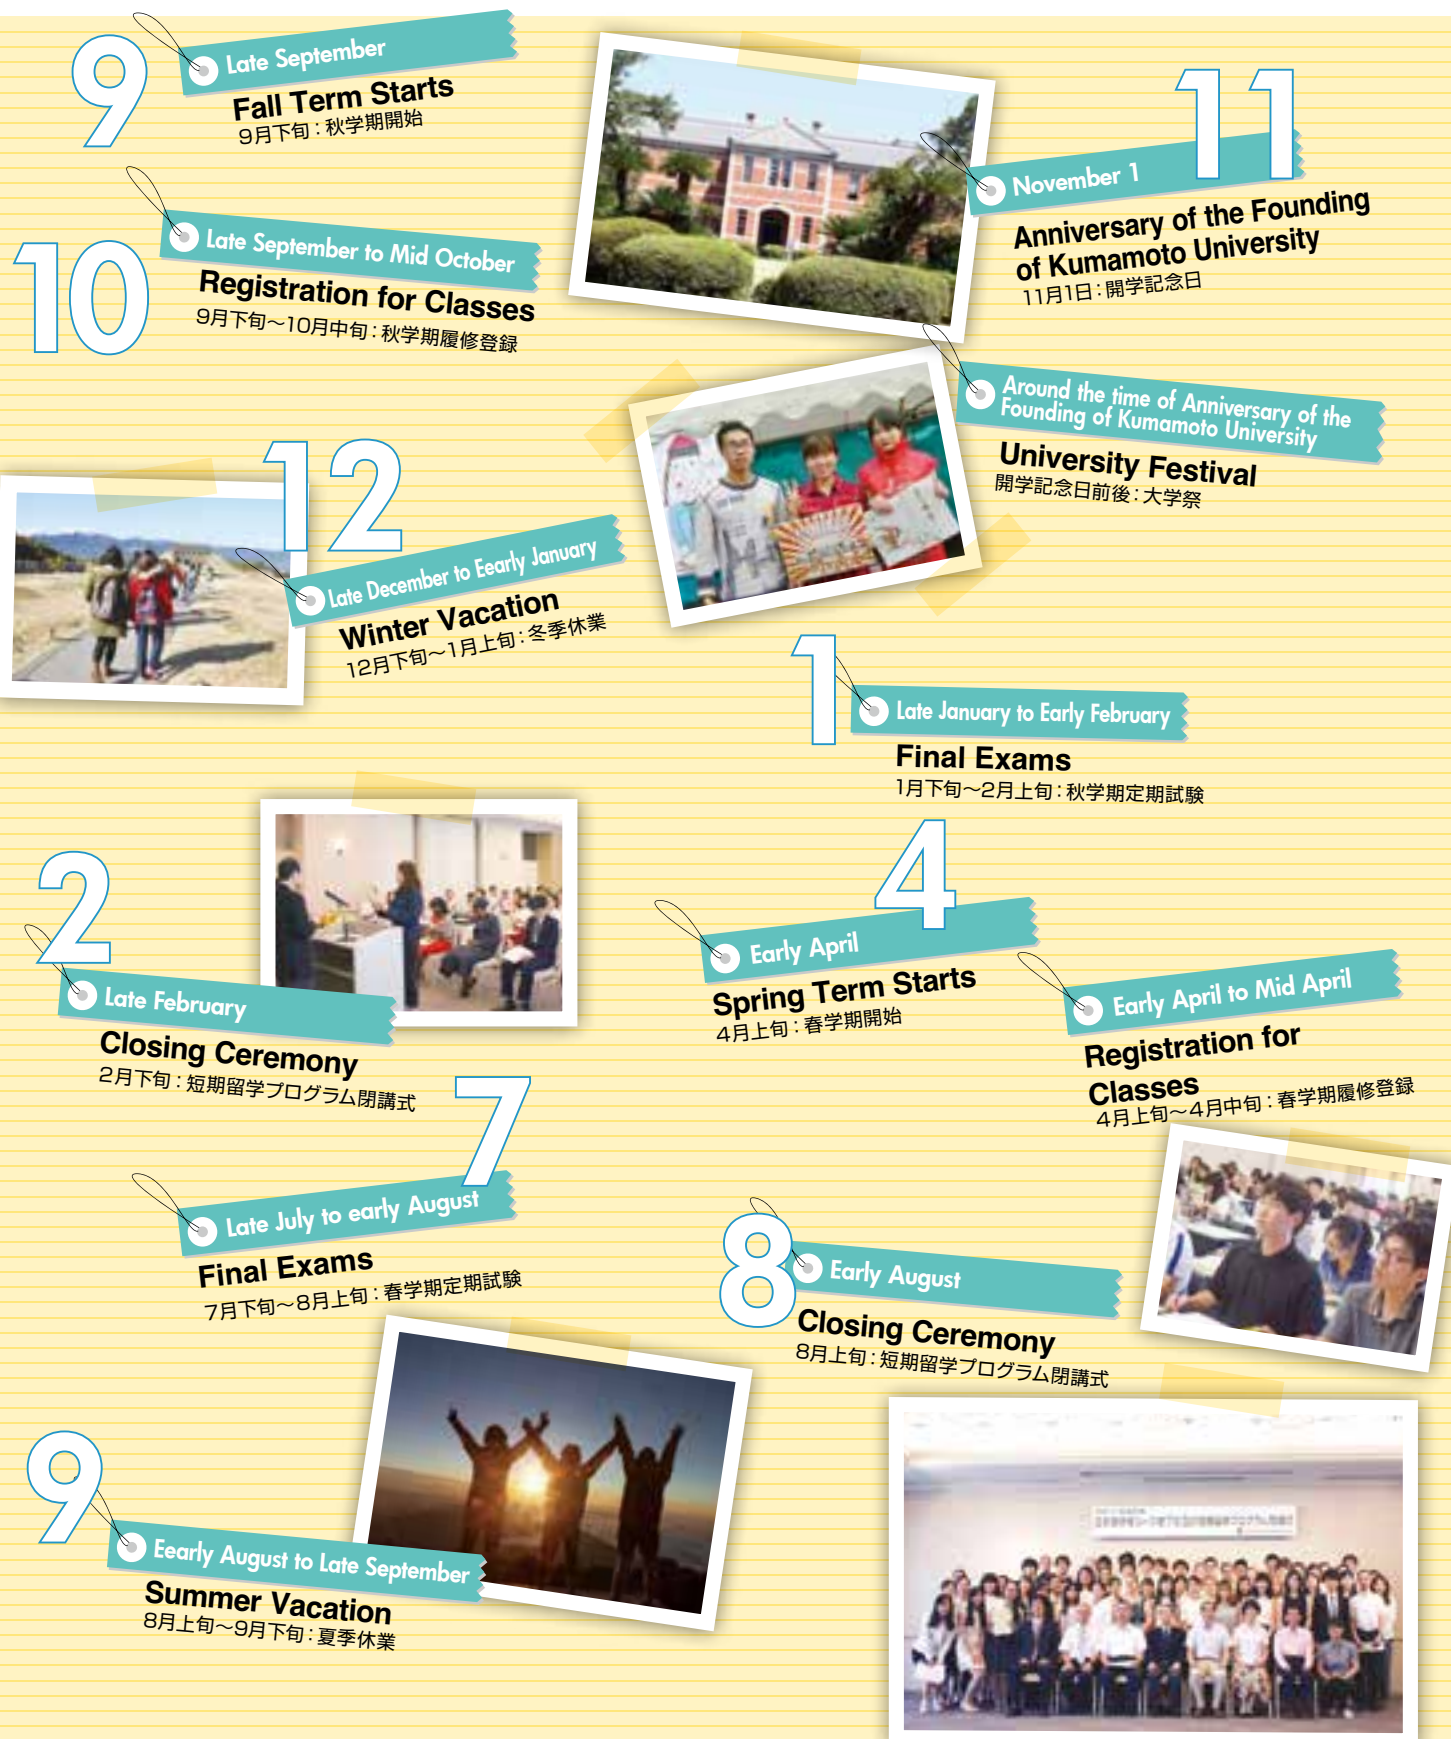 9
Late September
Fall Term Starts
9月下旬：秋学期開始
10
Late September to Mid October
Registration for Classes
9月下旬～10月中旬：秋学期履修登録
11
November 1
Anniversary of the Founding
of Kumamoto University
11月1日：開学記念日
Around the time of Anniversary of the
Founding of Kumamoto University
University Festival
開学記念日前後：大学祭
12
Late December to Eearly January
Winter Vacation
12月下旬～1月上旬：冬季休業
1
Late January to Early February
Final Exams
1月下旬～2月上旬：秋学期定期試験
2
Late February
Closing Ceremony
2月下旬：短期留学プログラム閉講式
4
Early April
Spring Term Starts
4月上旬：春学期開始
Early April to Mid April
Registration for
Classes
4月上旬～4月中旬：春学期履修登録
7
Late July to early August
Final Exams
7月下旬～8月上旬：春学期定期試験
8
Early August
Closing Ceremony
8月上旬：短期留学プログラム閉講式
9
Eearly August to Late September
Summer Vacation
8月上旬～9月下旬：夏季休業